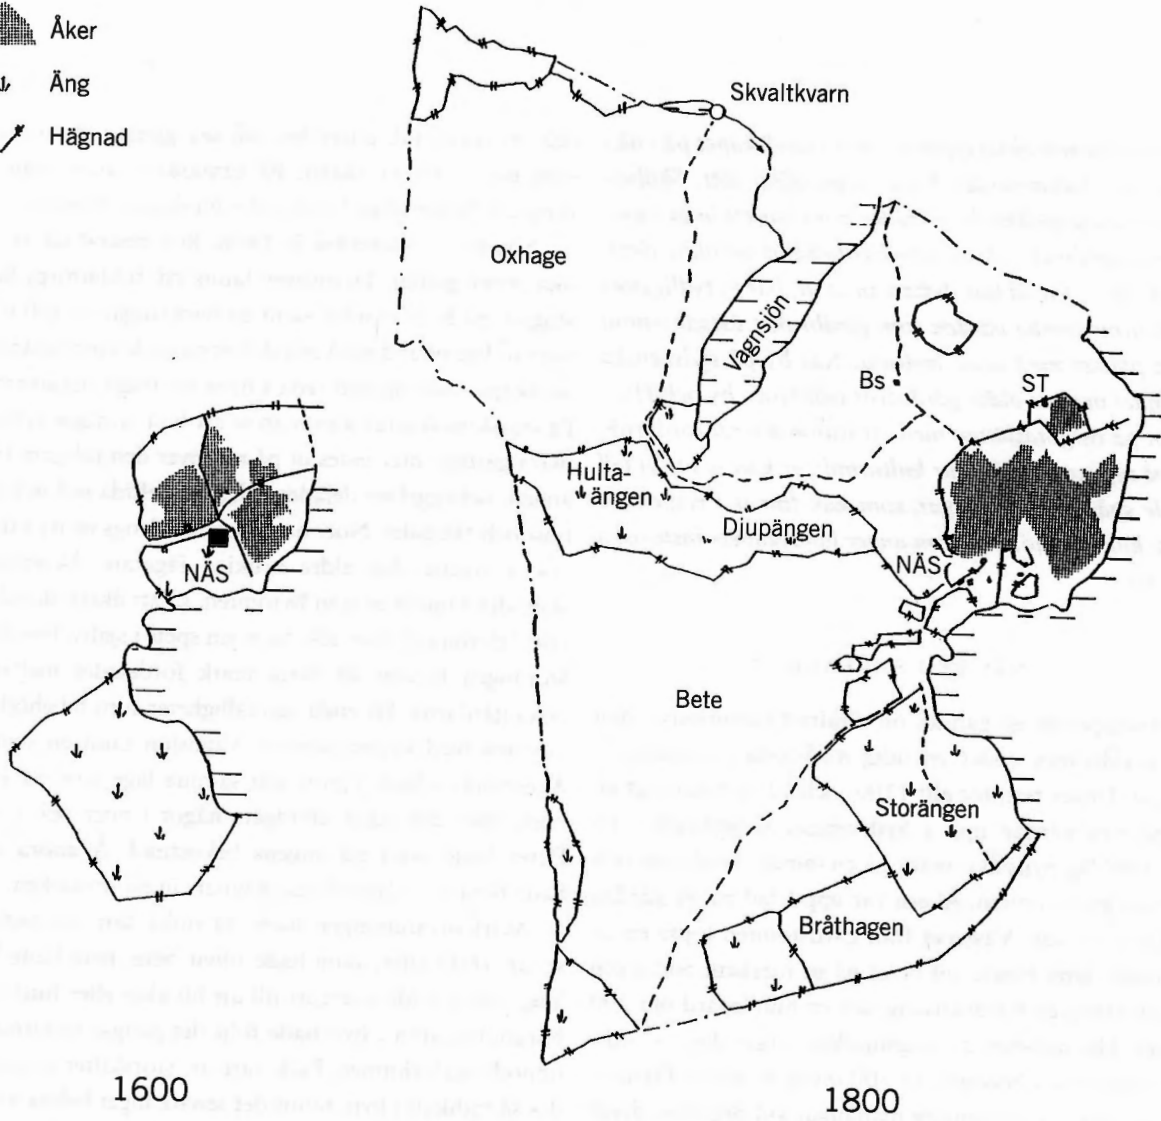 Åker
Äng
Hägnad
Skvaltkvarn
Oxhage
Vagnsjön
Bs
ST
Hulta-
ängen
Djupängen
NÄS
NÄS
Bete
Storängen
Bråthagen
1600
1800